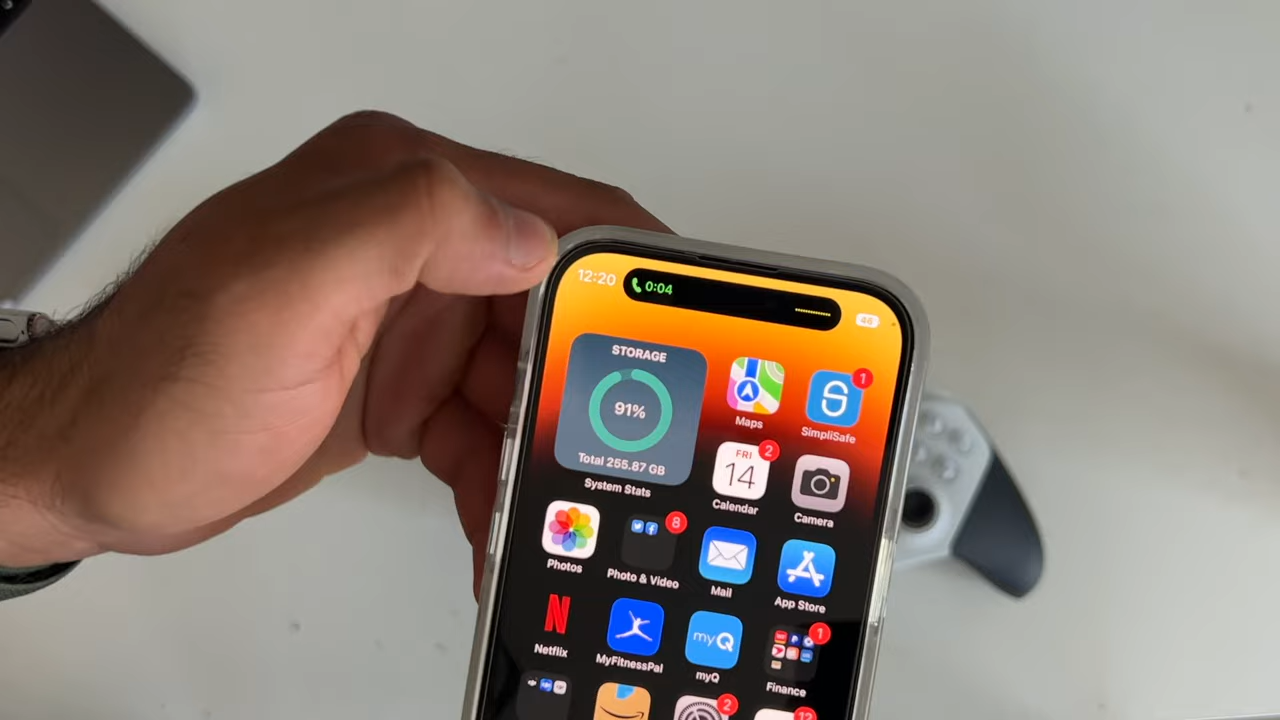 12:20
0:04
46
STORAGE
91%
Total 255.87 GB
System Stats
Maps
1
SimpliSafe
FRI
14
2
Calendar
Camera
Photos
8
Photo & Video
Mail
App Store
Netflix
MyFitnessPal
myQ
myQ
1
Finance
2
12